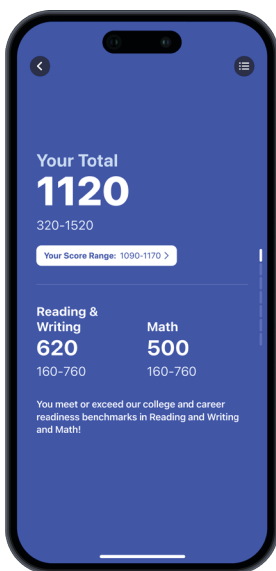 Your Total
1120
320-1520
Your Score Range: 1090-1170 >
Reading &
Writing
620
160-760
Math
500
160-760
You meet or exceed our college and career
readiness benchmarks in Reading and Writing
and Math!